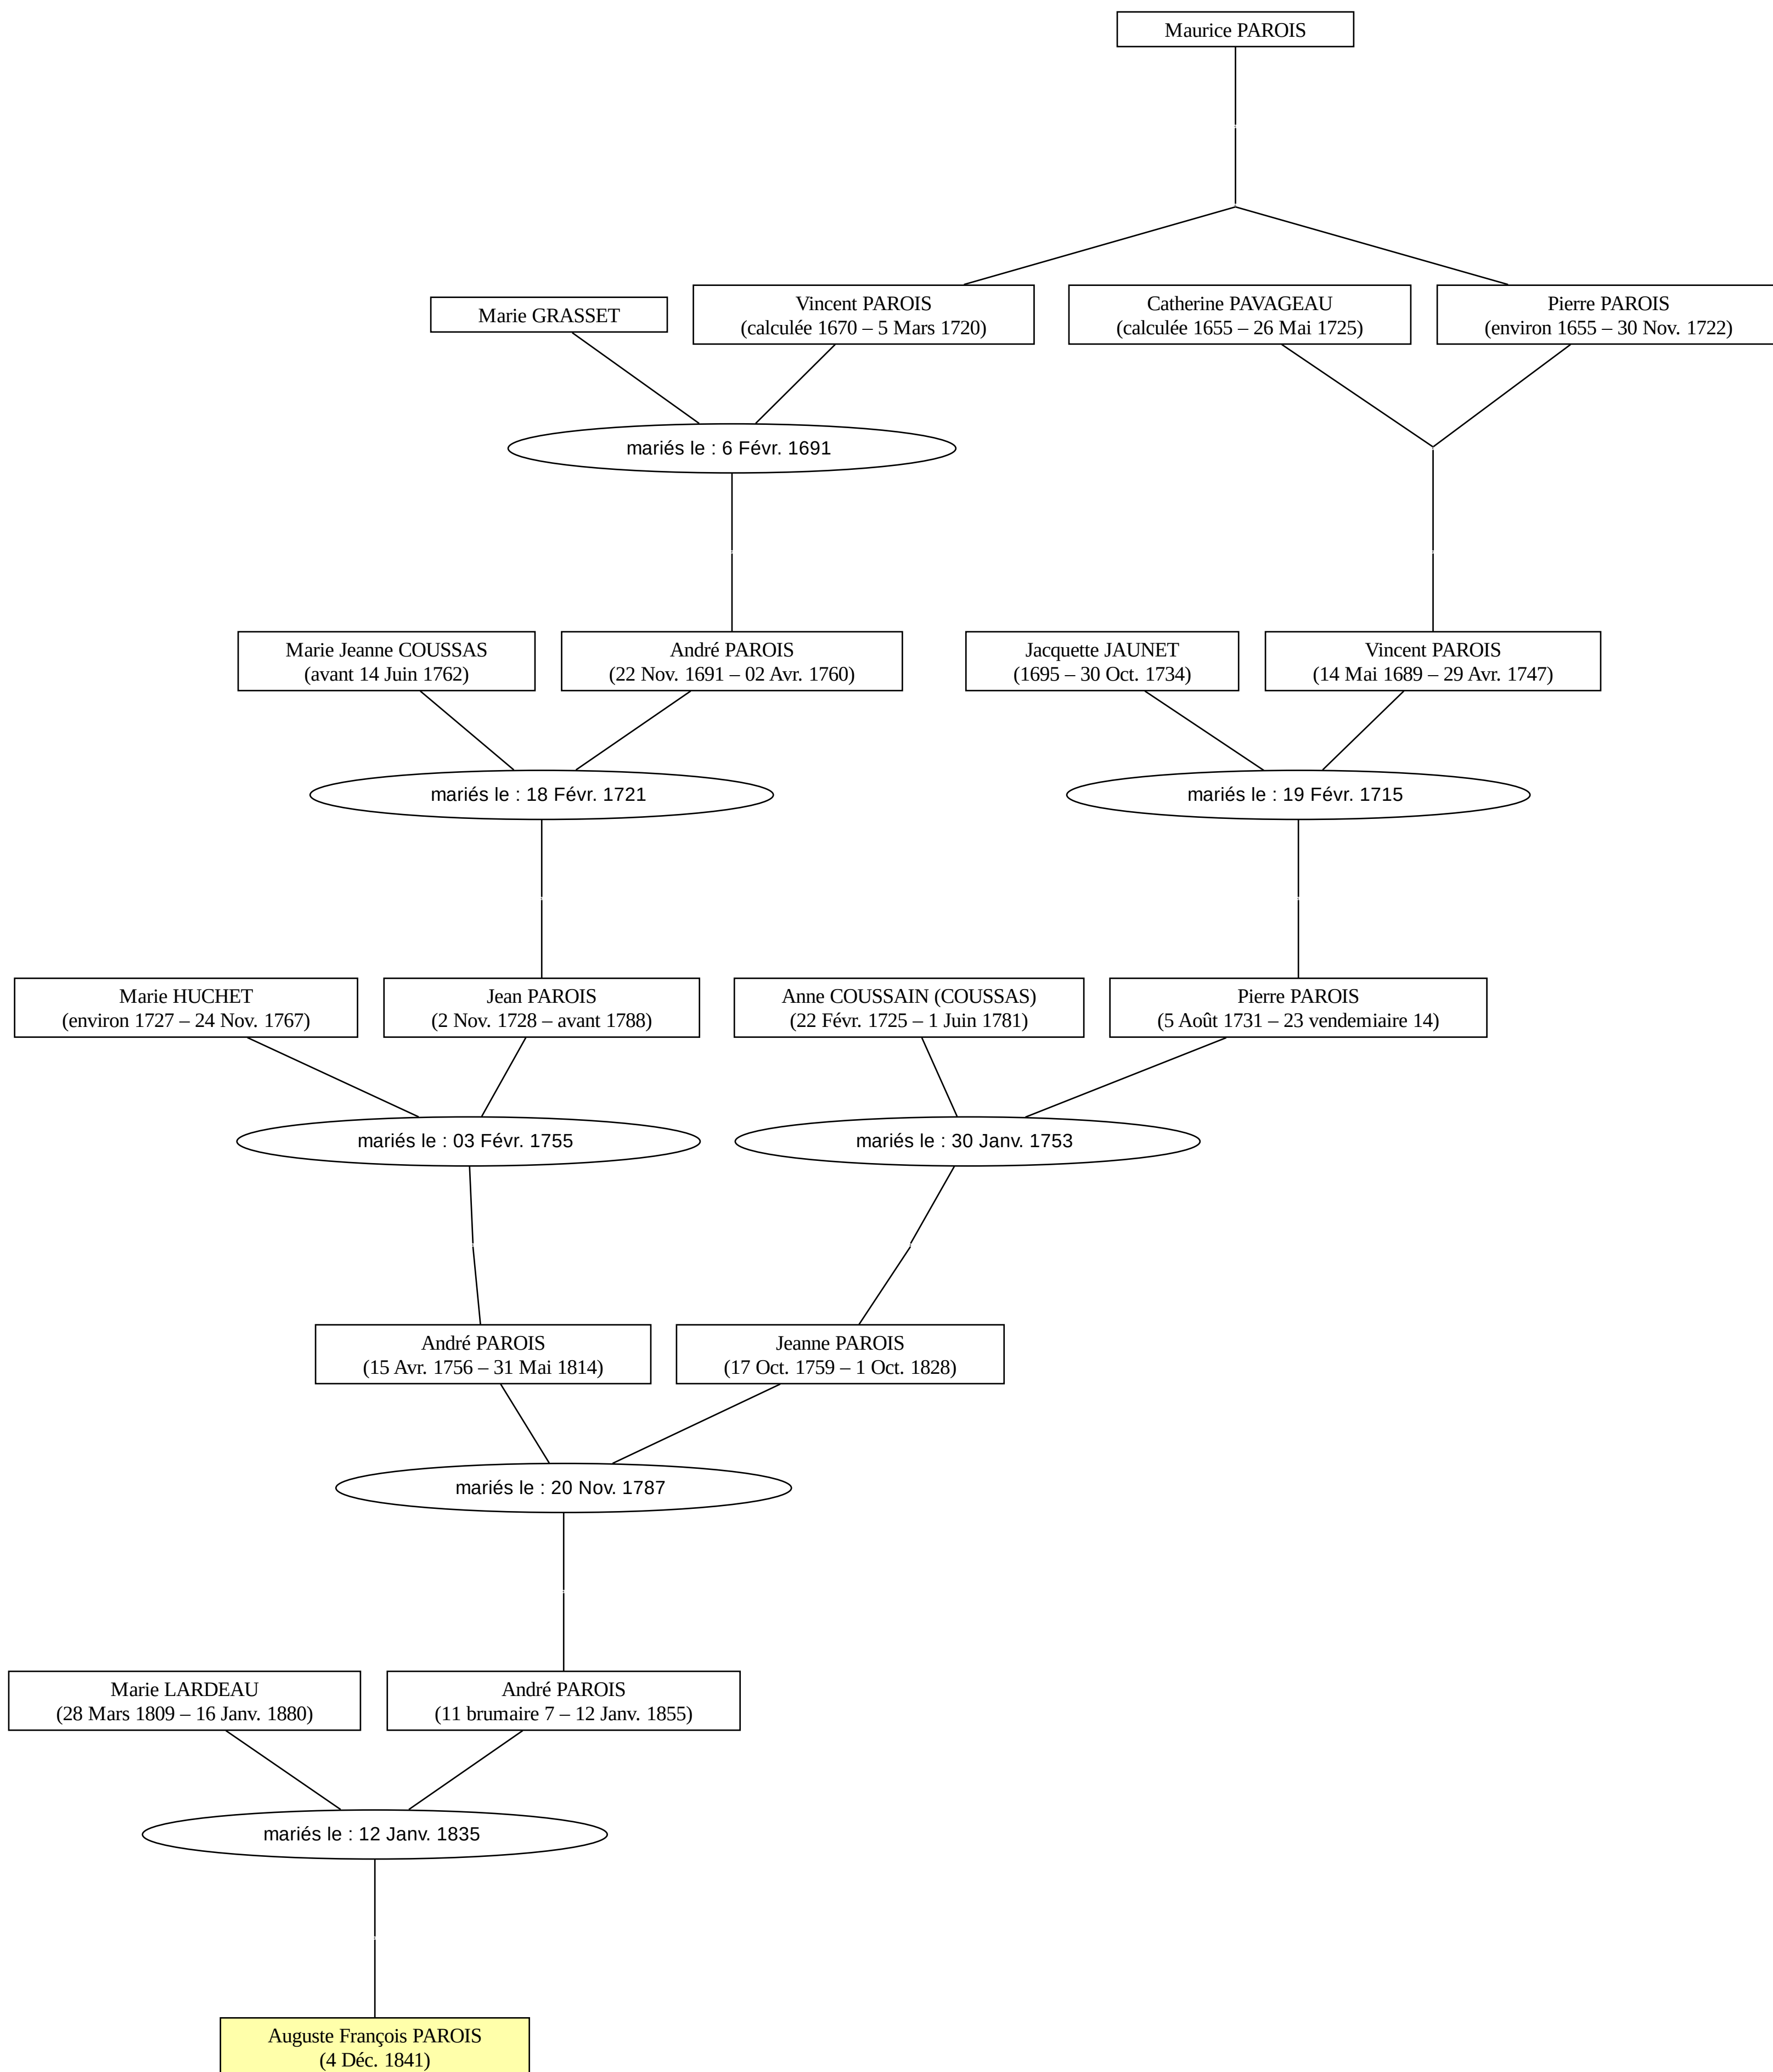 Maurice PAROIS
Marie GRASSET
Vincent PAROIS
(calculée 1670 – 5 Mars 1720)
Catherine PAVAGEAU
(calculée 1655 – 26 Mai 1725)
Pierre PAROIS
(environ 1655 – 30 Nov. 1722)
mariés le : 6 Févr. 1691
Marie Jeanne COUSSAS
(avant 14 Juin 1762)
André PAROIS
(22 Nov. 1691 – 02 Avr. 1760)
Jacquette JAUNET
(1695 – 30 Oct. 1734)
Vincent PAROIS
(14 Mai 1689 – 29 Avr. 1747)
mariés le : 18 Févr. 1721
mariés le : 19 Févr. 1715
Marie HUCHET
(environ 1727 – 24 Nov. 1767)
Jean PAROIS
(2 Nov. 1728 – avant 1788)
Anne COUSSAIN (COUSSAS)
(22 Févr. 1725 – 1 Juin 1781)
Pierre PAROIS
(5 Août 1731 – 23 vendemiaire 14)
mariés le : 03 Févr. 1755
mariés le : 30 Janv. 1753
André PAROIS
(15 Avr. 1756 – 31 Mai 1814)
Jeanne PAROIS
(17 Oct. 1759 – 1 Oct. 1828)
mariés le : 20 Nov. 1787
Marie LARDEAU
(28 Mars 1809 – 16 Janv. 1880)
André PAROIS
(11 brumaire 7 – 12 Janv. 1855)
mariés le : 12 Janv. 1835
Auguste François PAROIS
(4 Déc. 1841)